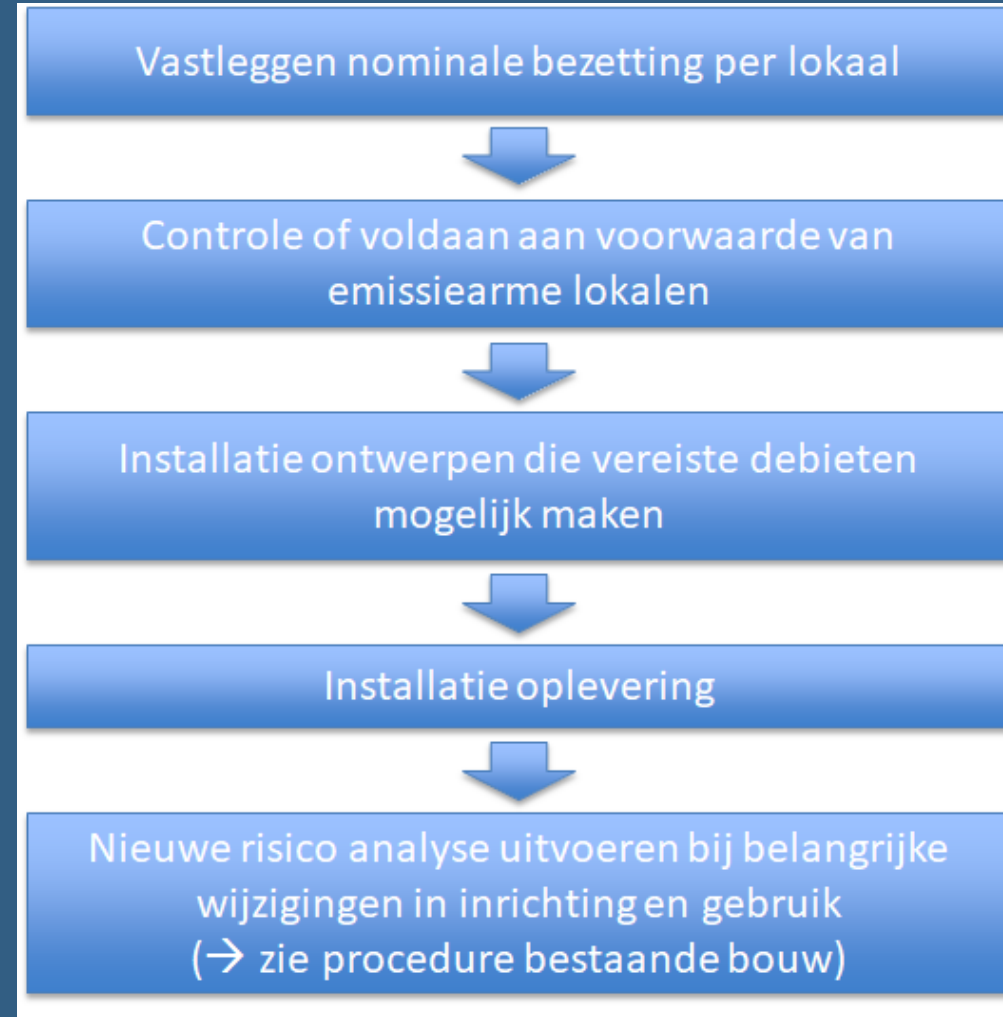 Vastleggen nominale bezetting per lokaal
Controle of voldaan aan voorwaarde van
emissiearme lokalen
Installatie ontwerpen die vereiste debieten
mogelijk maken
Installatie oplevering
Nieuwe risico analyse uitvoeren bij belangrijke
wijzigingen in inrichting en gebruik
(→ zie procedure bestaande bouw)